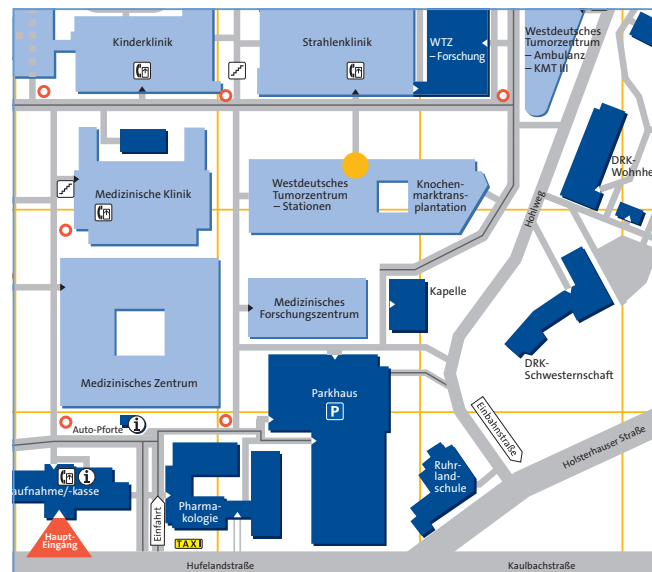 Kinderklinik
Strahlenklinik
WTZ
– Forschung
Westdeutsches
Tumorzentrum
– Ambulanz
– KMT III
DRK-
Wohnhe
Medizinische Klinik
Westdeutsches
Tumorzentrum
– Stationen
Knochen-
marktrans-
plantation
Hohlweg
Medizinisches
Forschungszentrum
Kapelle
DRK-
Schwesternschaft
Medizinisches Zentrum
Parkhaus
P
Einbahnstraße
Holsterhauser Straße
Auto-Pforte
i
i
aufnahme/-kasse
Haupt-
Eingang
Einfahrt
Pharma-
kologie
TAXI
Ruhr-
land-
schule
Hufelandstraße
Kaulbachstraße